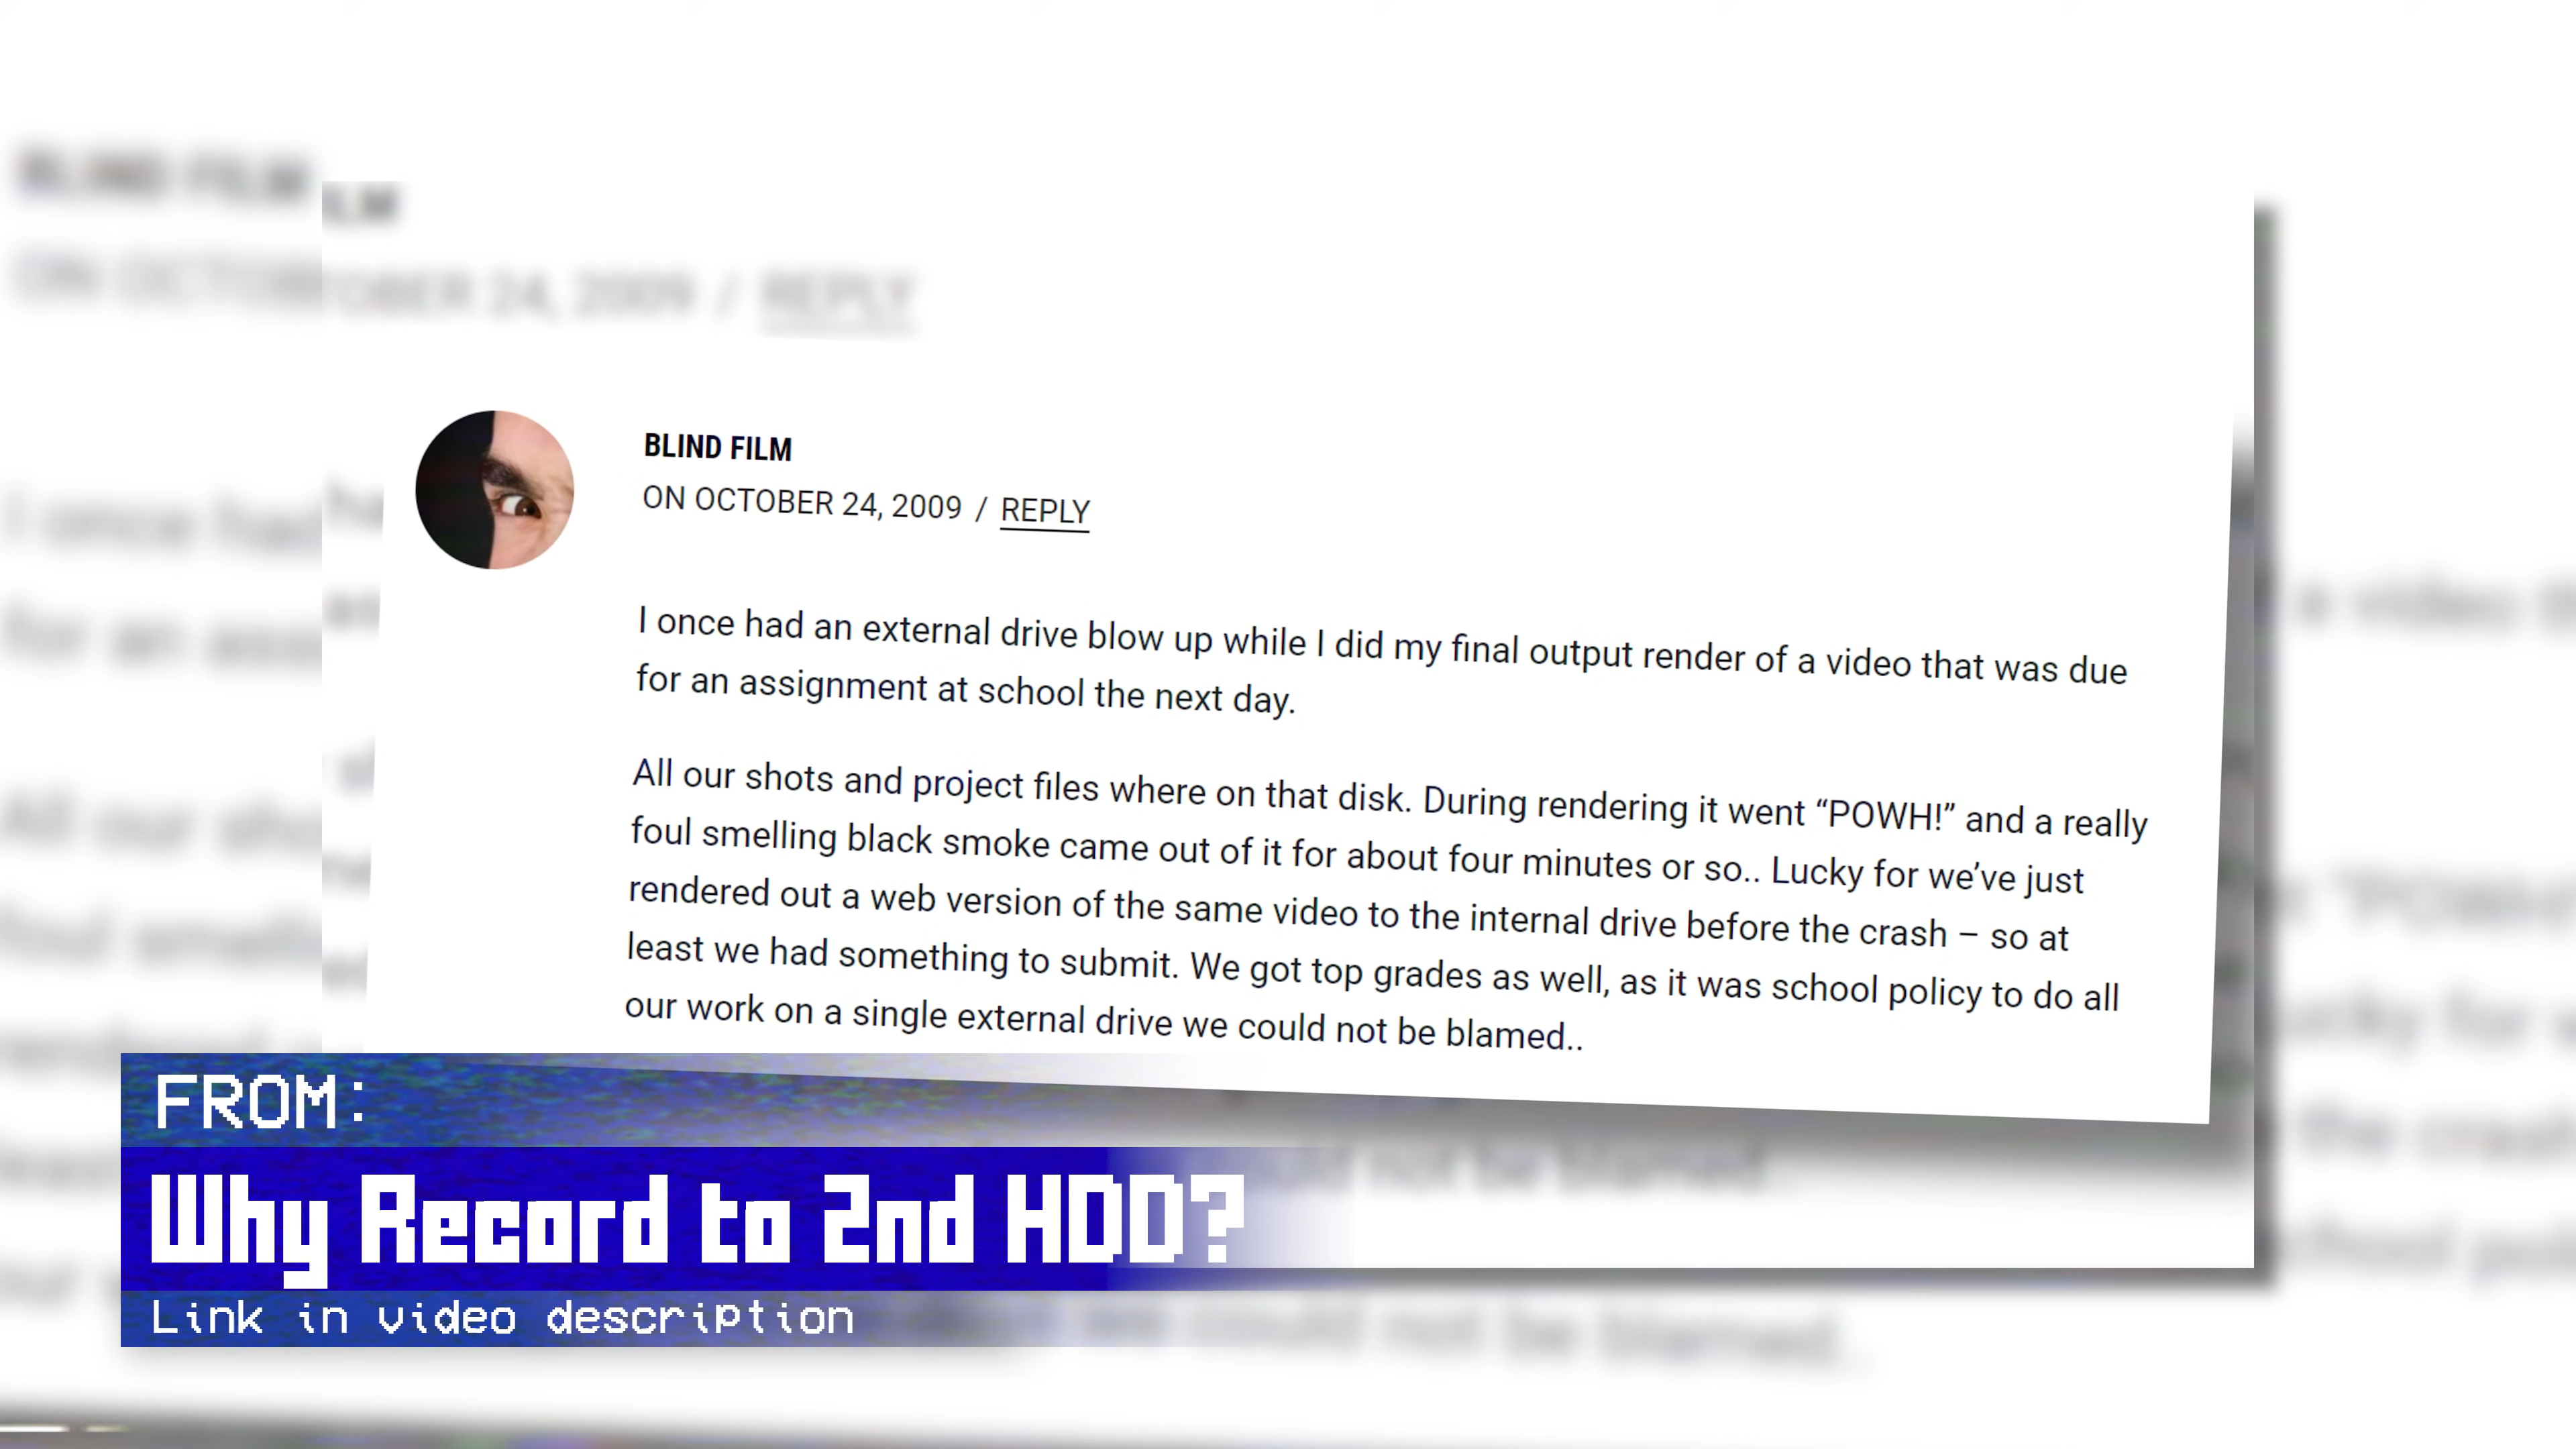 BLIND FILM
ON OCTOBER 24, 2009 / REPLY
I once had an external drive blow up while I did my final output render of a video that was due
for an assignment at school the next day.
All our shots and project files where on that disk. During rendering it went “POWH!” and a really
foul smelling black smoke came out of it for about four minutes or so.. Lucky for we’ve just
rendered out a web version of the same video to the internal drive before the crash – so at
least we had something to submit. We got top grades as well, as it was school policy to do all
our work on a single external drive we could not be blamed..
FROM:
Why Record to 2nd HDD?
Link in video description